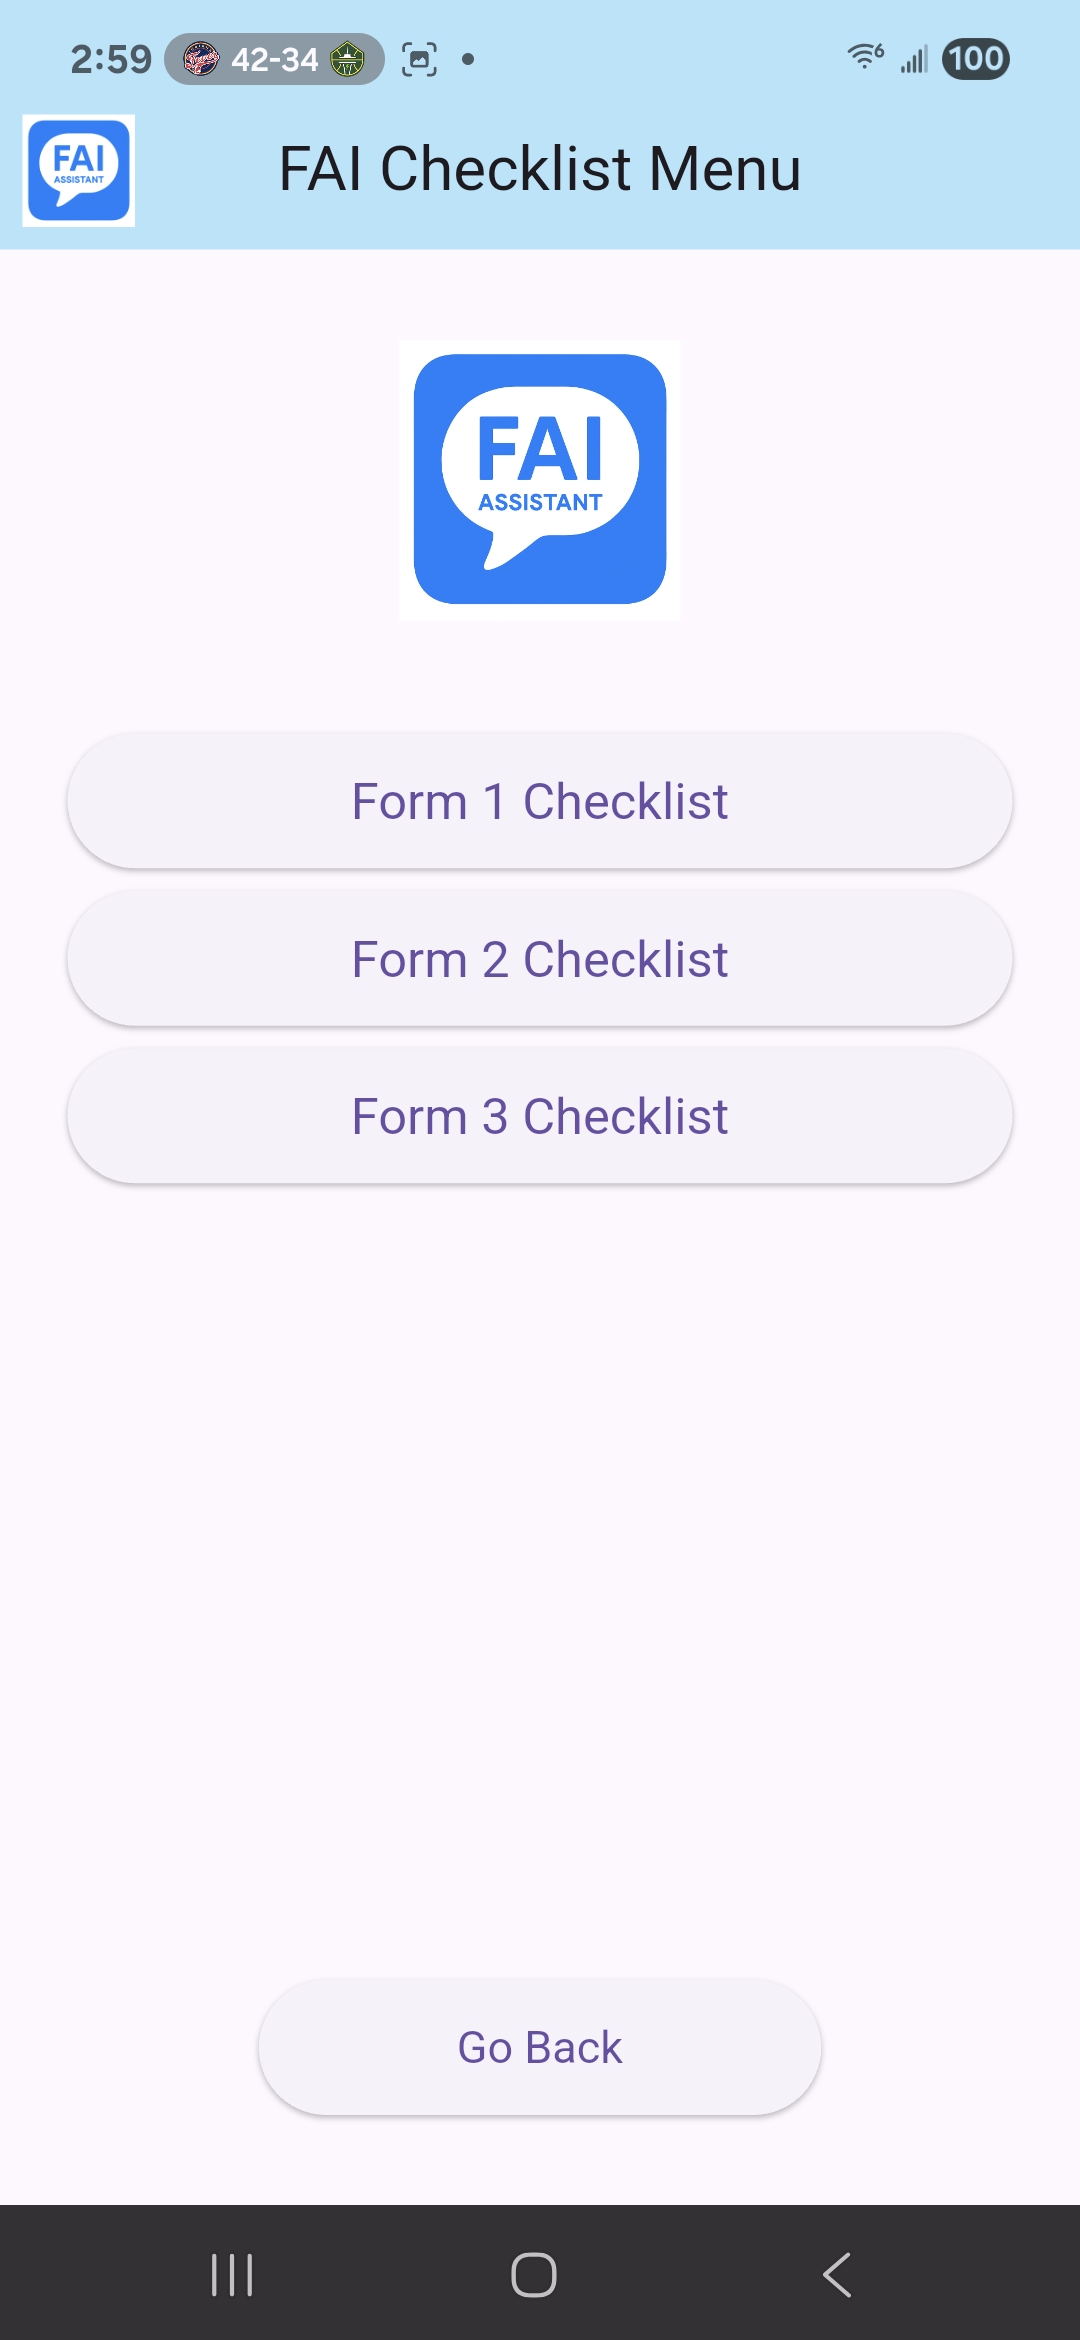 2:59 42-34 6 100
FAI
ASSISTANT
FAI Checklist Menu
FAI
ASSISTANT
Form 1 Checklist
Form 2 Checklist
Form 3 Checklist
Go Back